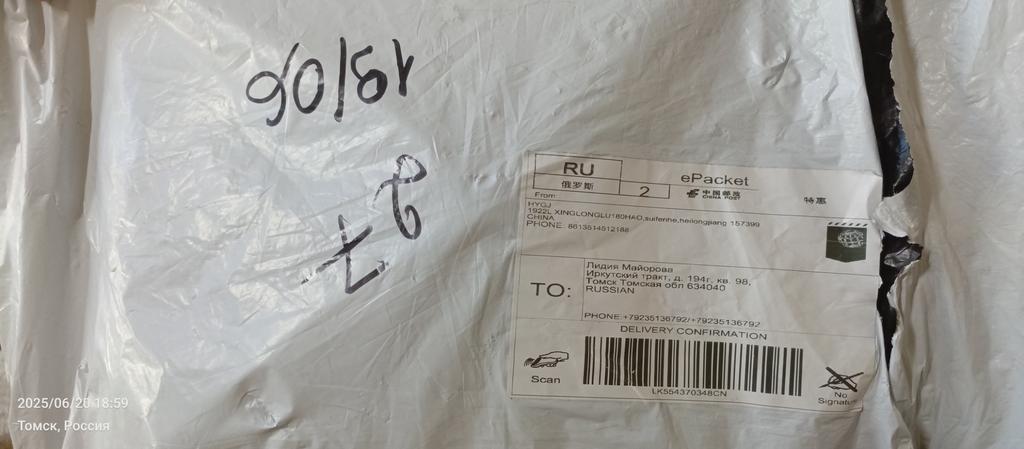 19/06
27
RU
俄罗斯
2
ePacket
中国邮政
CHINA POST
特惠
From:
HYGJ
1922L XINGLONGLU180HAO,suifenhe,heilongjiang 157399
CHINA
PHONE: 8613514512188
TO:
Лидия Майорова
Иркутский тракт, д. 194г, кв. 98,
Томск Томская обл 634040
RUSSIAN
PHONE:+79235136792/+79235136792
DELIVERY CONFIRMATION
Scan
LK554370348CN
No
Signature
2025/06/20 18:59
Томск, Россия